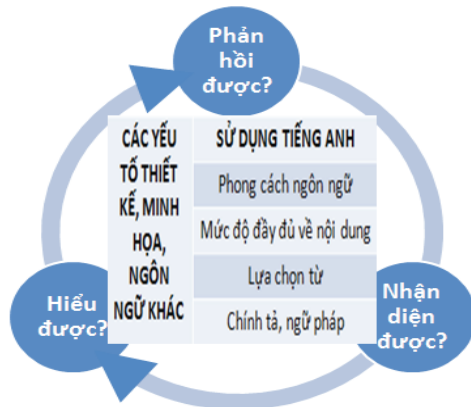 Phản
hồi
được?
CÁC YẾU
TỐ THIẾT
KẾ, MINH
HỌA,
NGÔN
NGỮ KHÁC
SỬ DỤNG TIẾNG ANH
Phong cách ngôn ngữ
Mức độ đầy đủ về nội dung
Lựa chọn từ
Chính tả, ngữ pháp
Hiểu
được?
Nhận
diện
được?